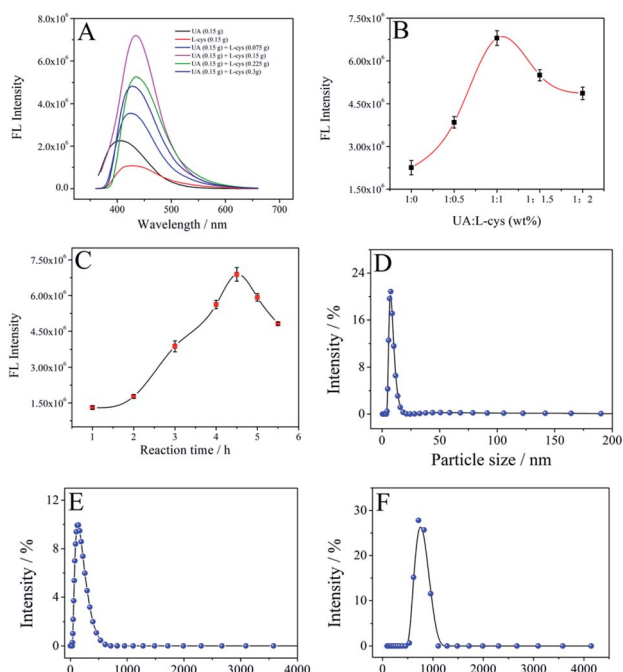 A
UA (0.15 g)
L-cys (0.15 g)
UA (0.15 g) + L-cys (0.075 g)
UA (0.15 g) + L-cys (0.15 g)
UA (0.15 g) + L-cys (0.225 g)
UA (0.15 g) + L-cys (0.3g)
FL Intensity
8.0x10⁶
6.0x10⁶
4.0x10⁶
2.0x10⁶
0.0
400 500 600 700
Wavelength / nm
B
FL Intensity
7.50x10⁶
4.50x10⁶
3.00x10⁶
1.50x10⁶
1:0 1:0.5 1:1 1: 1.5 1: 2
UA:L-cys (wt%)
C
FL Intensity
7.50x10⁶
6.00x10⁶
4.50x10⁶
3.00x10⁶
1.50x10⁶
1 2 3 4 5 6
Reaction time / h
D
Intensity / %
24
16
8
0
0 50 100 150 200
Particle size / nm
E
Intensity / %
12
8
4
0
0 1000 2000 3000 4000
F
Intensity / %
30
20
10
0
0 1000 2000 3000 4000